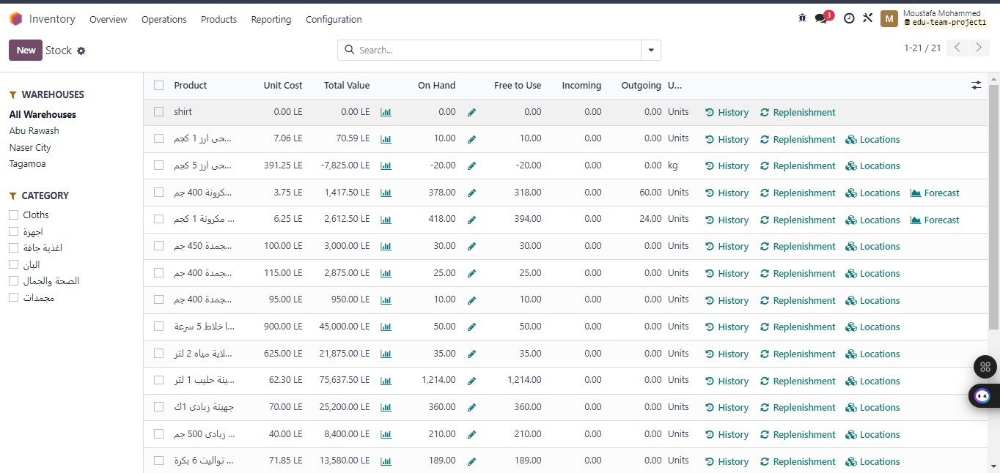 Inventory Overview Operations Products Reporting Configuration 3 M Moustafa Mohammed
edu-team-project1
New Stock Search... 1-21 / 21
WAREHOUSES
All Warehouses
Abu Rawash
Naser City
Tagamoa
CATEGORY
Cloths
اجهزة
اغذية جافة
البان
الصحة والجمال
مجمدات
Product Unit Cost Total Value On Hand Free to Use Incoming Outgoing U...
shirt 0.00 LE 0.00 LE 0.00 0.00 0.00 0.00 Units History Replenishment
حى ارز 1 كجم... 7.06 LE 70.59 LE 10.00 10.00 0.00 0.00 Units History Replenishment Locations
حى ارز 5 كجم... 391.25 LE -7,825.00 LE -20.00 -20.00 0.00 0.00 kg History Replenishment Locations
كرونة 400 جم... 3.75 LE 1,417.50 LE 378.00 318.00 0.00 60.00 Units History Replenishment Locations Forecast
مكرونة 1 كجم... 6.25 LE 2,612.50 LE 418.00 394.00 0.00 24.00 Units History Replenishment Locations Forecast
جمدة 450 جم... 100.00 LE 3,000.00 LE 30.00 30.00 0.00 0.00 Units History Replenishment Locations
جمدة 400 جم... 115.00 LE 2,875.00 LE 25.00 25.00 0.00 0.00 Units History Replenishment Locations
جمدة 400 جم... 95.00 LE 950.00 LE 10.00 10.00 0.00 0.00 Units History Replenishment Locations
ا خلاط 5 سرعة... 900.00 LE 45,000.00 LE 50.00 50.00 0.00 0.00 Units History Replenishment Locations
لاية مياه 2 لتر... 625.00 LE 21,875.00 LE 35.00 35.00 0.00 0.00 Units History Replenishment Locations
ينة حليب 1 لتر... 62.30 LE 75,637.50 LE 1,214.00 1,214.00 0.00 0.00 Units History Replenishment Locations
جهينة زبادى 1ك 70.00 LE 25,200.00 LE 360.00 360.00 0.00 0.00 Units History Replenishment Locations
زبادى 500 جم... 40.00 LE 8,400.00 LE 210.00 210.00 0.00 0.00 Units History Replenishment Locations
تواليت 6 بكرة... 71.85 LE 13,580.00 LE 189.00 189.00 0.00 0.00 Units History Replenishment Locations